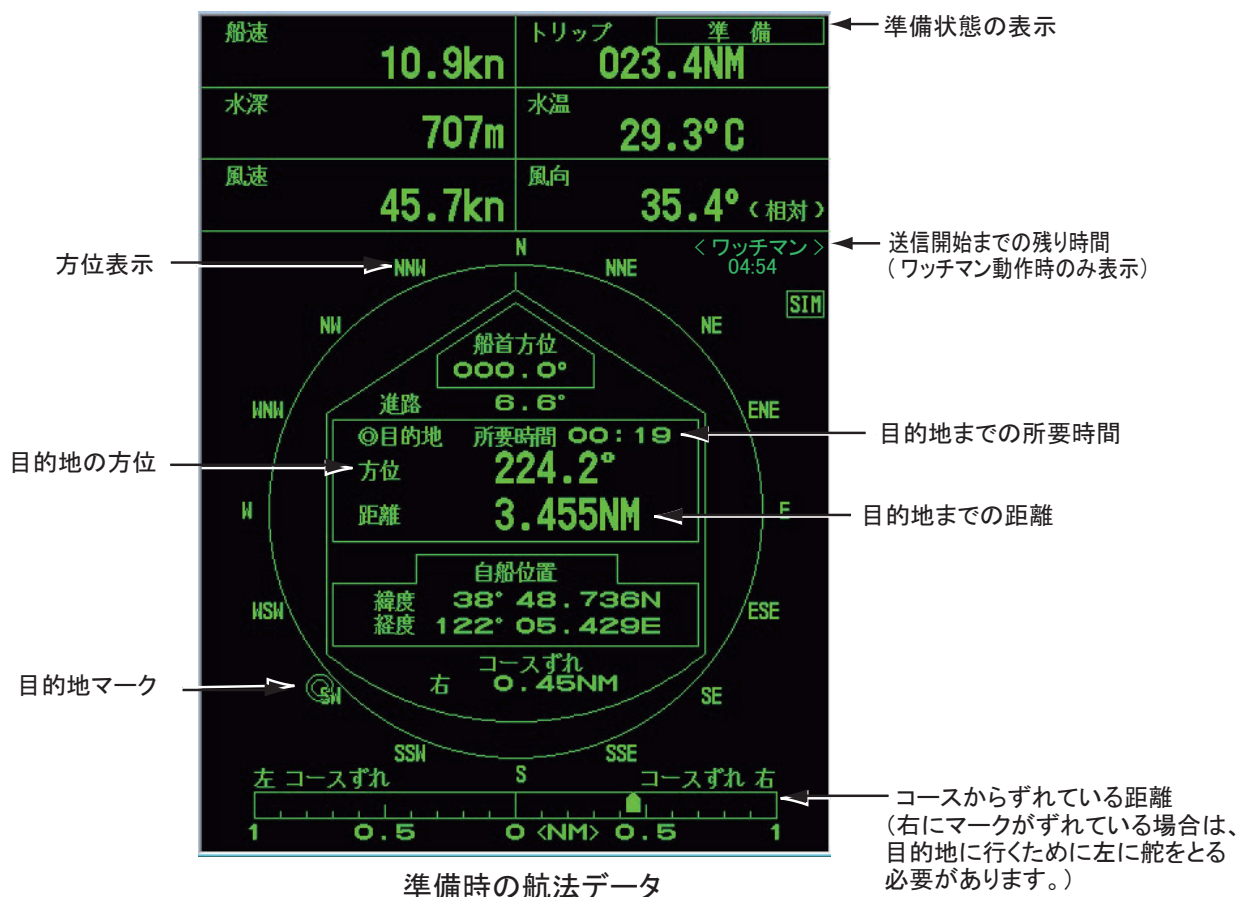 船速
10.9kn
トリップ
準 備
023.4NM
準備状態の表示
水深
707m
水温
29.3°C
風速
45.7kn
風向
35.4° (相対)
方位表示
N
NNW
NNE
<ワッチマン>
04:54
送信開始までの残り時間
(ワッチマン動作時のみ表示)
SIM
NW
NE
船首方位
000.0°
WNW
進路 6.6°
ENE
◎目的地 所要時間 00:19
目的地までの所要時間
目的地の方位
方位 224.2°
W
距離 3.455NM
E
目的地までの距離
自船位置
緯度 38° 48.736N
経度 122° 05.429E
WSW
ESE
コースずれ
右 0.45NM
目的地マーク
SW
SE
SSW
SSE
S
左 コースずれ
コースずれ 右
1 0.5 0 <NM> 0.5 1
コースからずれている距離
(右にマークがずれている場合は、
目的地に行くために左に舵をとる
必要があります。)
準備時の航法データ